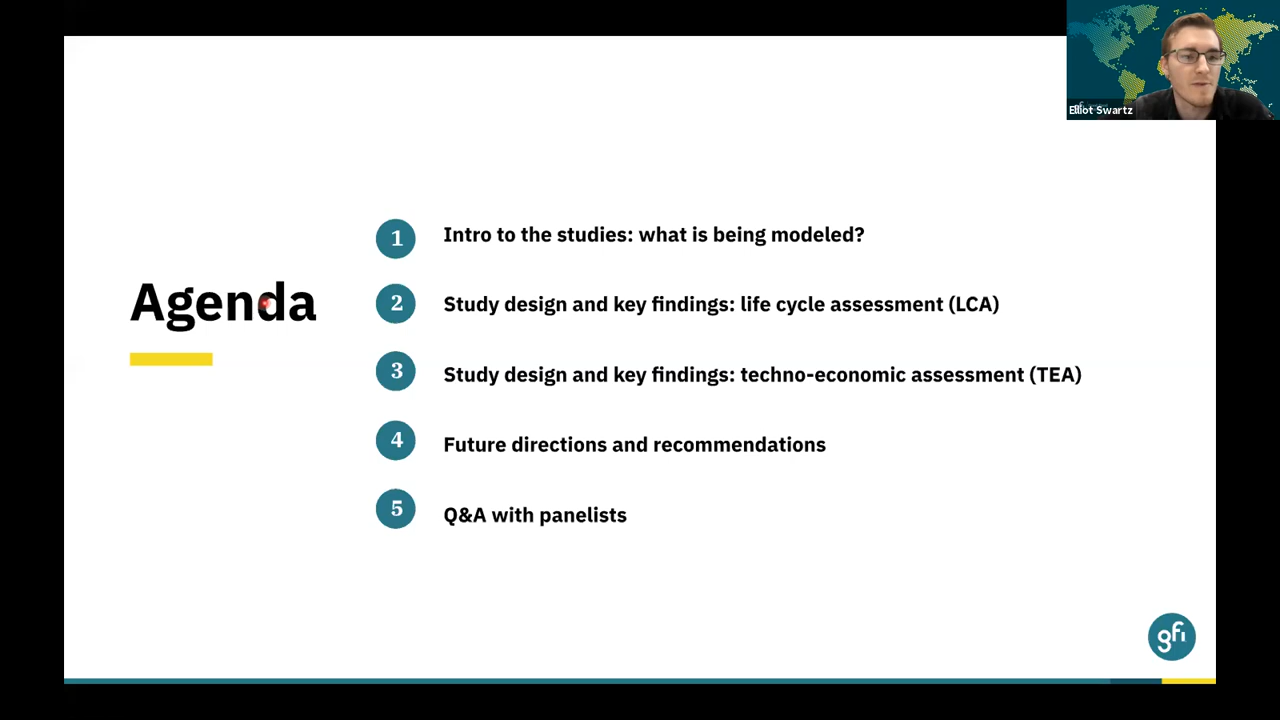 Elliot Swartz
Agenda
1 Intro to the studies: what is being modeled?
2 Study design and key findings: life cycle assessment (LCA)
3 Study design and key findings: techno-economic assessment (TEA)
4 Future directions and recommendations
5 Q&A with panelists
gfi